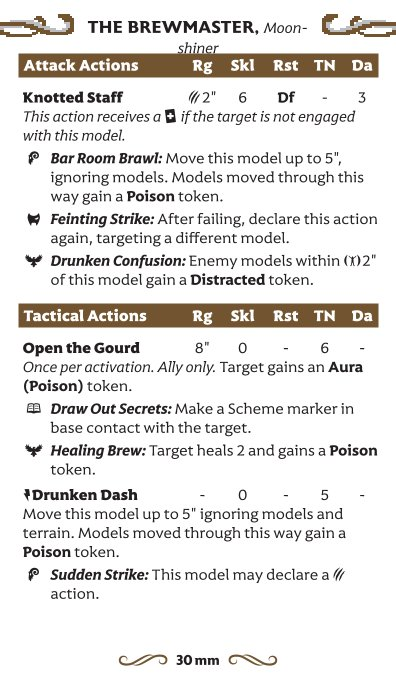 THE BREWMASTER, Moon-
shiner
Attack Actions Rg Skl Rst TN Da
Knotted Staff 2" 6 Df - 3
This action receives a if the target is not engaged
with this model.
Bar Room Brawl: Move this model up to 5",
ignoring models. Models moved through this
way gain a Poison token.
Feinting Strike: After failing, declare this action
again, targeting a different model.
Drunken Confusion: Enemy models within 2"
of this model gain a Distracted token.
Tactical Actions Rg Skl Rst TN Da
Open the Gourd 8" 0 - 6 -
Once per activation. Ally only. Target gains an Aura
(Poison) token.
Draw Out Secrets: Make a Scheme marker in
base contact with the target.
Healing Brew: Target heals 2 and gains a Poison
token.
Drunken Dash - 0 - 5 -
Move this model up to 5" ignoring models and
terrain. Models moved through this way gain a
Poison token.
Sudden Strike: This model may declare a
action.
30 mm